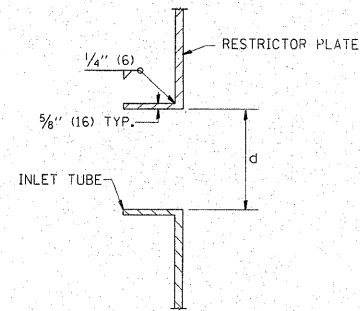 RESTRICTOR PLATE
1/4" (6)
5/8" (16) TYP.
d
INLET TUBE